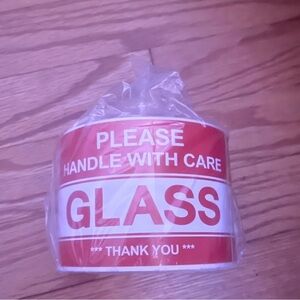 PLEASE
HANDLE WITH CARE
GLASS
*** THANK YOU ***